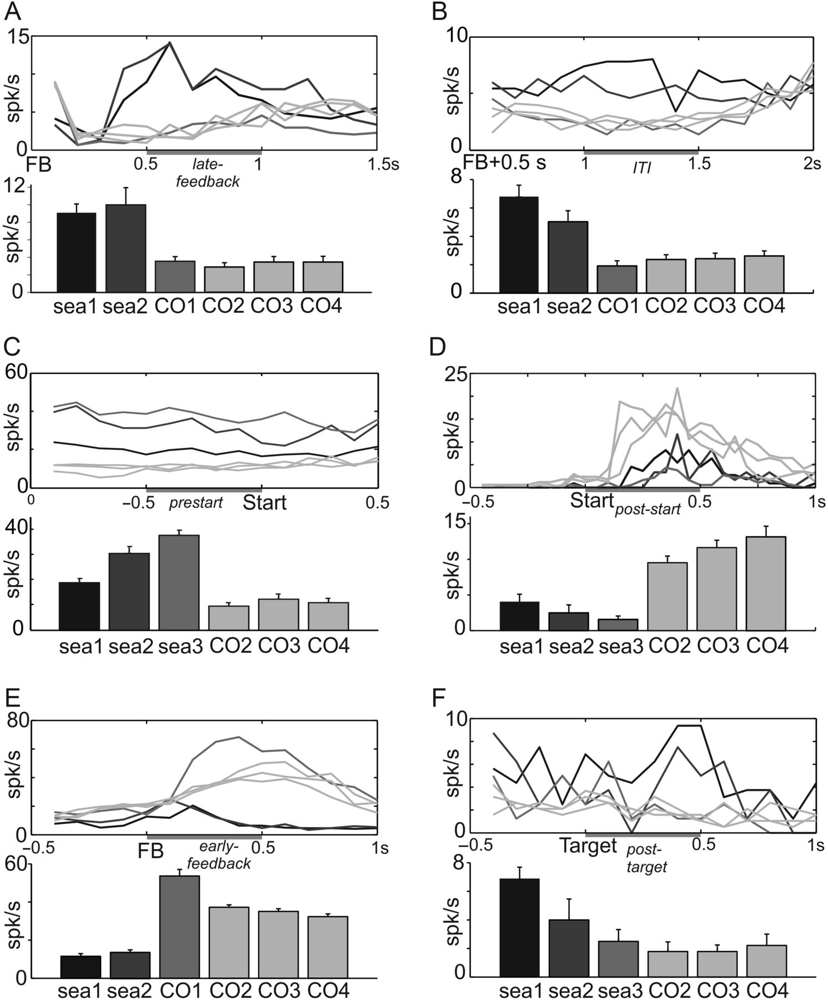 A
15
spk/s
0
FB
0.5
late-
feedback
1
1.5s
12
spk/s
0
sea1 sea2 CO1 CO2 CO3 CO4
B
10
spk/s
0
FB+0.5 s
1
ITI
1.5
2s
8
spk/s
0
sea1 sea2 CO1 CO2 CO3 CO4
C
60
spk/s
0
0
−0.5
prestart
Start
0.5
40
spk/s
0
sea1 sea2 sea3 CO2 CO3 CO4
D
25
spk/s
0
−0.5
Start
post-start
0.5
1s
15
spk/s
0
sea1 sea2 sea3 CO2 CO3 CO4
E
80
spk/s
0
−0.5
FB
early-
feedback
0.5
1s
60
spk/s
0
sea1 sea2 CO1 CO2 CO3 CO4
F
10
spk/s
0
−0.5
Target
post-
target
0.5
1s
8
spk/s
0
sea1 sea2 sea3 CO2 CO3 CO4